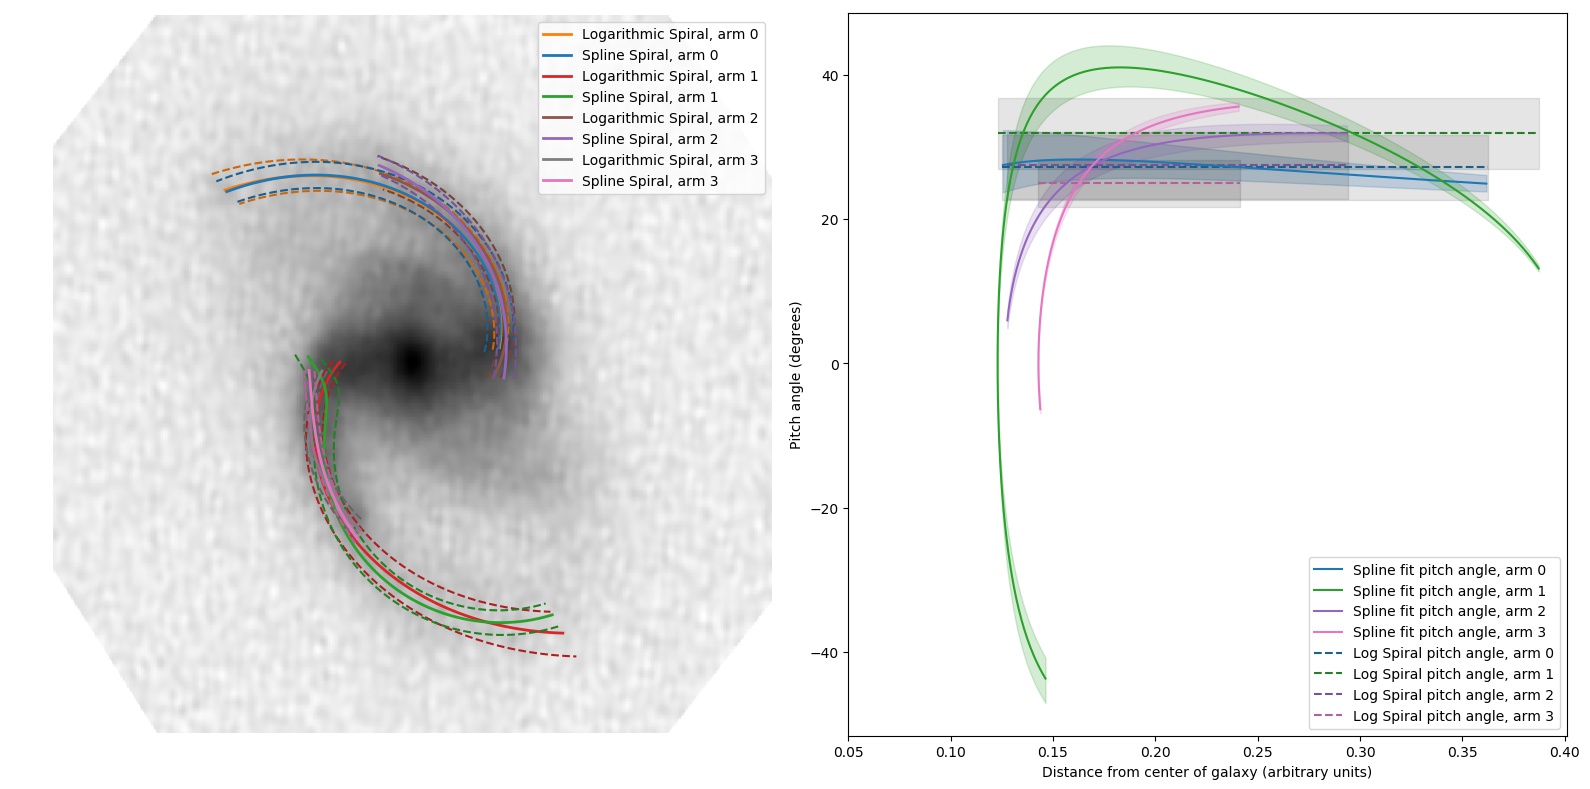 Logarithmic Spiral, arm 0
Spline Spiral, arm 0
Logarithmic Spiral, arm 1
Spline Spiral, arm 1
Logarithmic Spiral, arm 2
Spline Spiral, arm 2
Logarithmic Spiral, arm 3
Spline Spiral, arm 3
Pitch angle (degrees)
40
20
0
−20
−40
Spline fit pitch angle, arm 0
Spline fit pitch angle, arm 1
Spline fit pitch angle, arm 2
Spline fit pitch angle, arm 3
Log Spiral pitch angle, arm 0
Log Spiral pitch angle, arm 1
Log Spiral pitch angle, arm 2
Log Spiral pitch angle, arm 3
0.05 0.10 0.15 0.20 0.25 0.30 0.35 0.40
Distance from center of galaxy (arbitrary units)